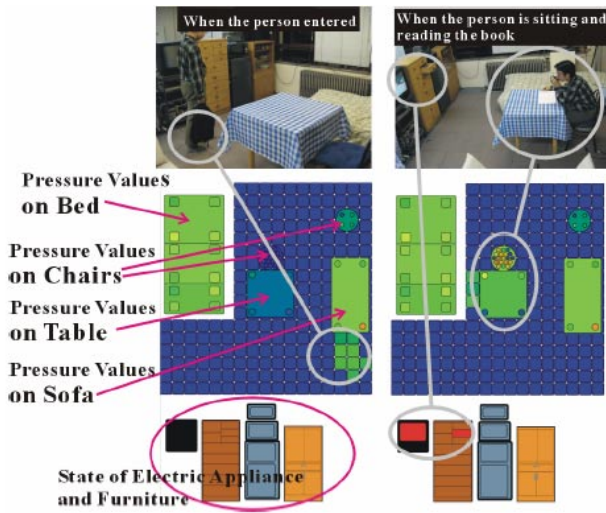 When the person entered
When the person is sitting and
reading the book
Pressure Values
on Bed
Pressure Values
on Chairs
Pressure Values
on Table
Pressure Values
on Sofa
State of Electric Appliance
and Furniture